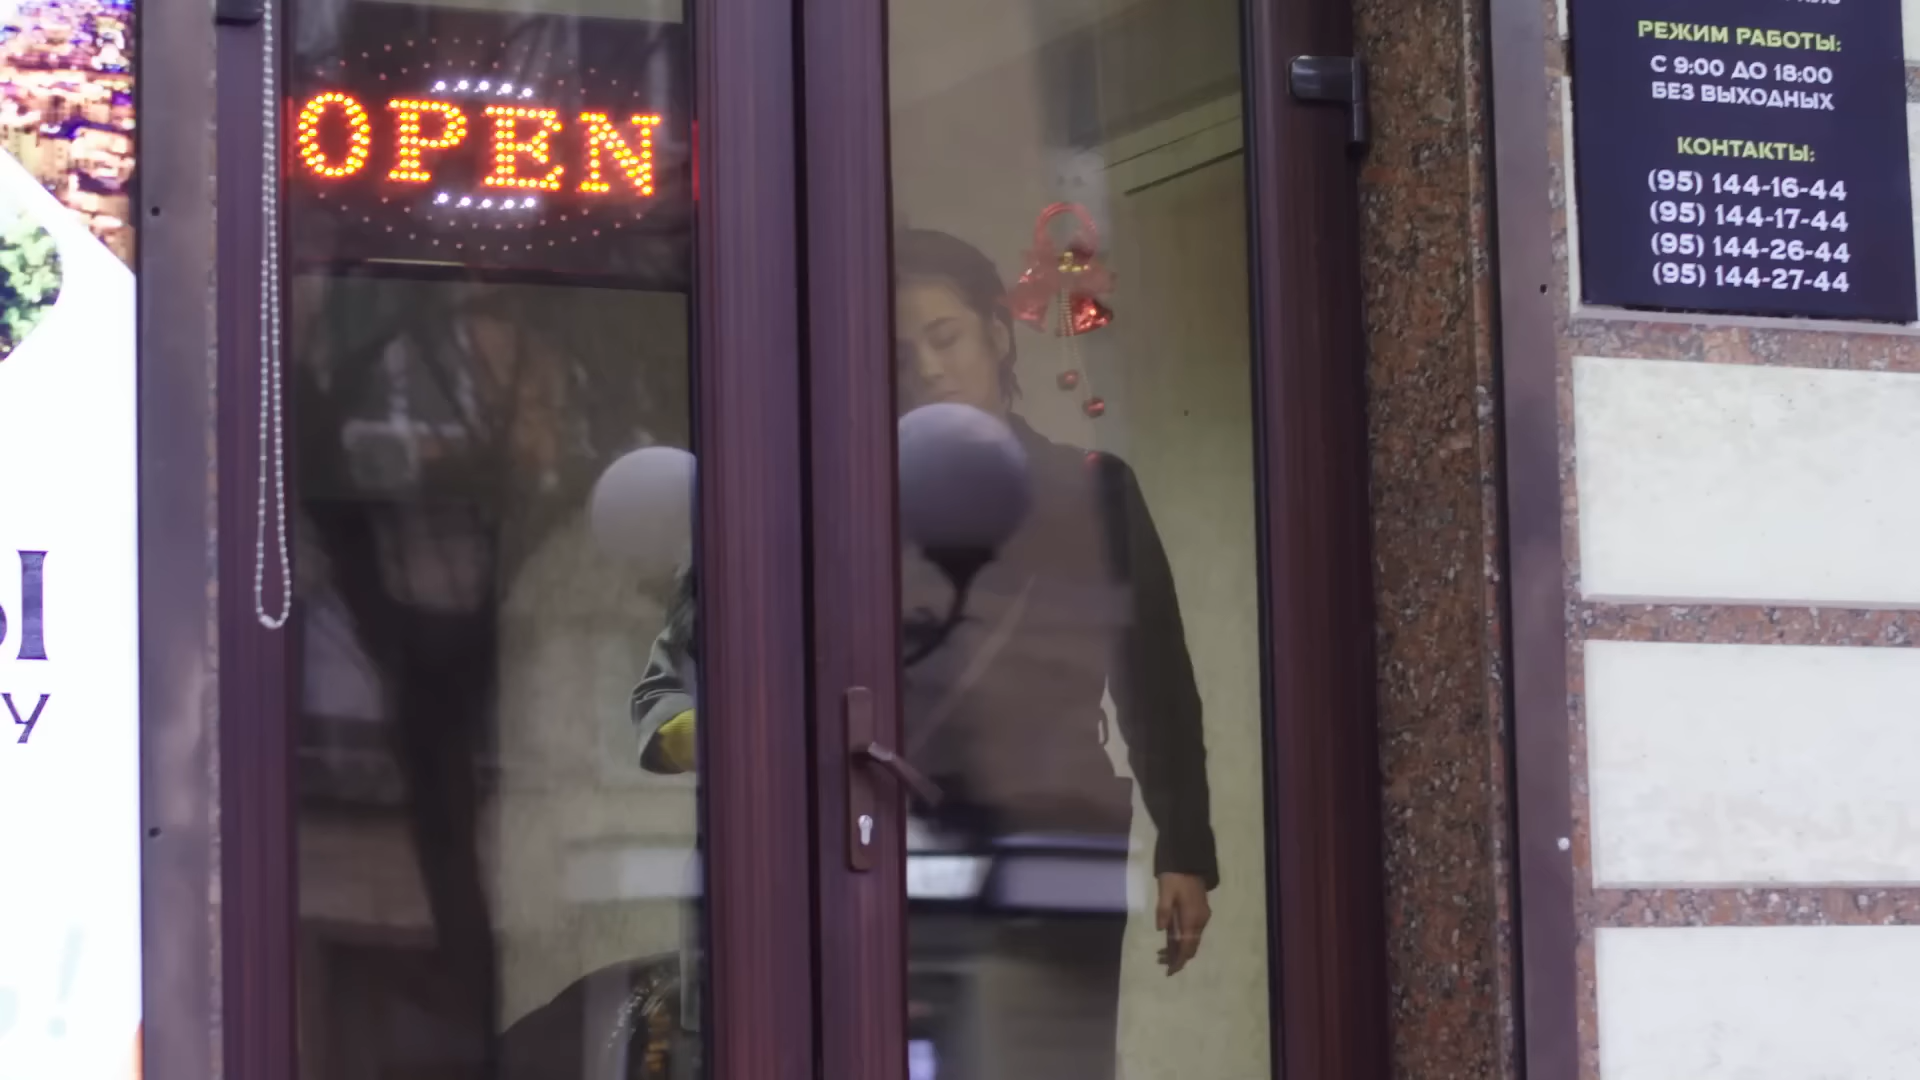 OPEN
РЕЖИМ РАБОТЫ:
С 9:00 ДО 18:00
БЕЗ ВЫХОДНЫХ
КОНТАКТЫ:
(95) 144-16-44
(95) 144-17-44
(95) 144-26-44
(95) 144-27-44
Ы
У